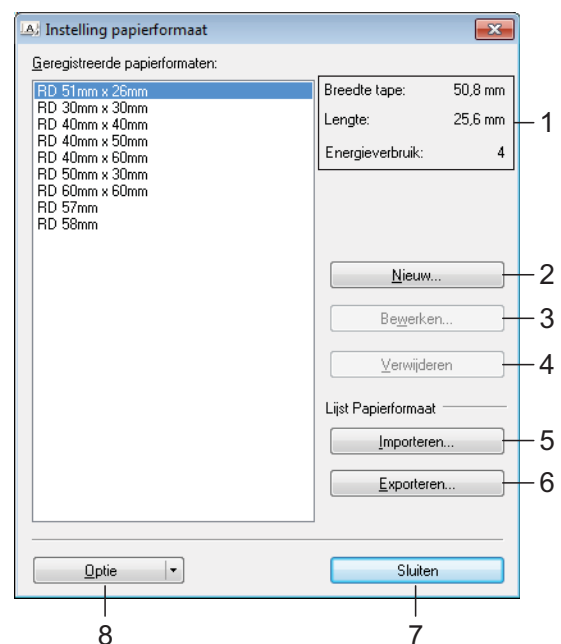 A Instelling papierformaat
Geregistreerde papierformaten:
RD 51mm x 26mm
RD 30mm x 30mm
RD 40mm x 40mm
RD 40mm x 50mm
RD 40mm x 60mm
RD 50mm x 30mm
RD 60mm x 60mm
RD 57mm
RD 58mm
Breedte tape: 50,8 mm
Lengte: 25,6 mm
Energieverbruik: 4
1
Nieuw... 2
Bewerken... 3
Verwijderen 4
Lijst Papierformaat
Importeren... 5
Exporteren... 6
Optie Sluiten
8 7